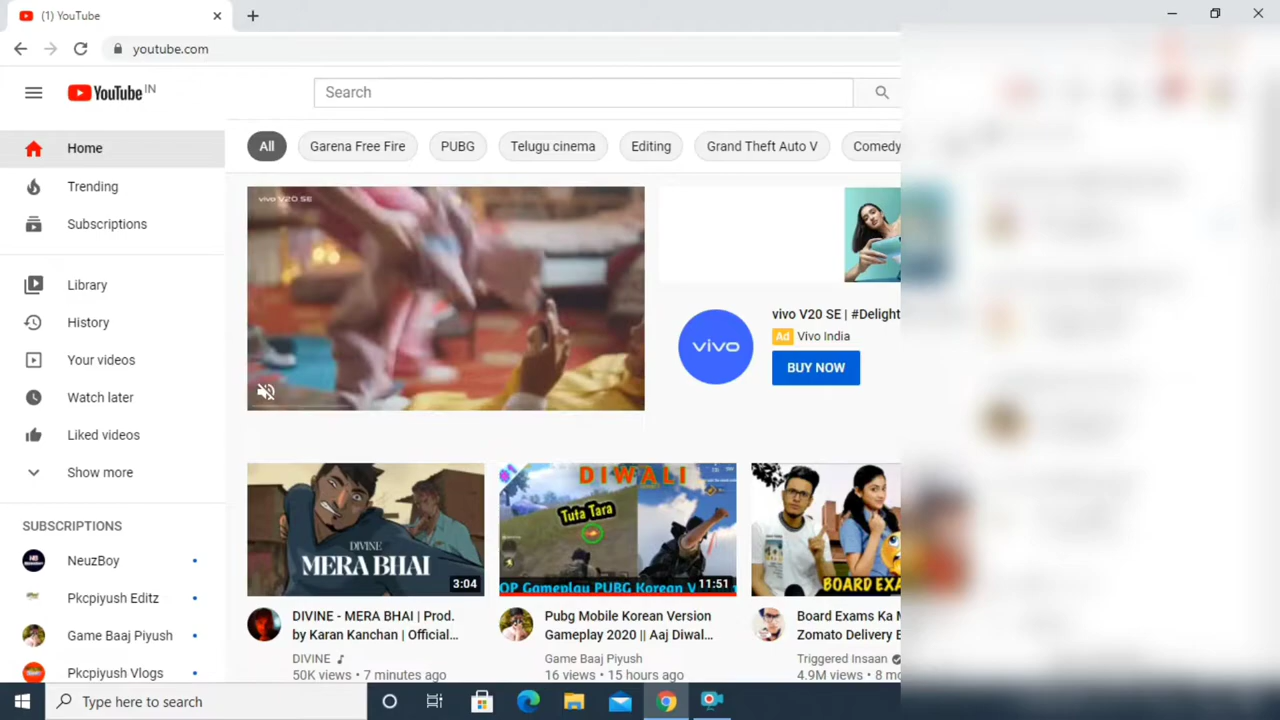 (1) YouTube
youtube.com
YouTube IN
Search
Home
Trending
Subscriptions
Library
History
Your videos
Watch later
Liked videos
Show more
SUBSCRIPTIONS
NeuzBoy
Pkcpiyush Editz
Game Baaj Piyush
Pkcpiyush Vlogs
All
Garena Free Fire
PUBG
Telugu cinema
Editing
Grand Theft Auto V
Comedy
vivo V20 SE
vivo
vivo V20 SE | #Delight
Ad Vivo India
BUY NOW
DIVINE
MERA BHAI
3:04
DIVINE - MERA BHAI | Prod.
by Karan Kanchan | Official...
DIVINE
50K views • 7 minutes ago
DIWALI
Tuta Tara
OP Gameplay PUBG Korean V
11:51
Pubg Mobile Korean Version
Gameplay 2020 || Aaj Diwal...
Game Baaj Piyush
16 views • 15 hours ago
BOARD EXA
Board Exams Ka M
Zomato Delivery B
Triggered Insaan
4.9M views • 8 mo
Type here to search